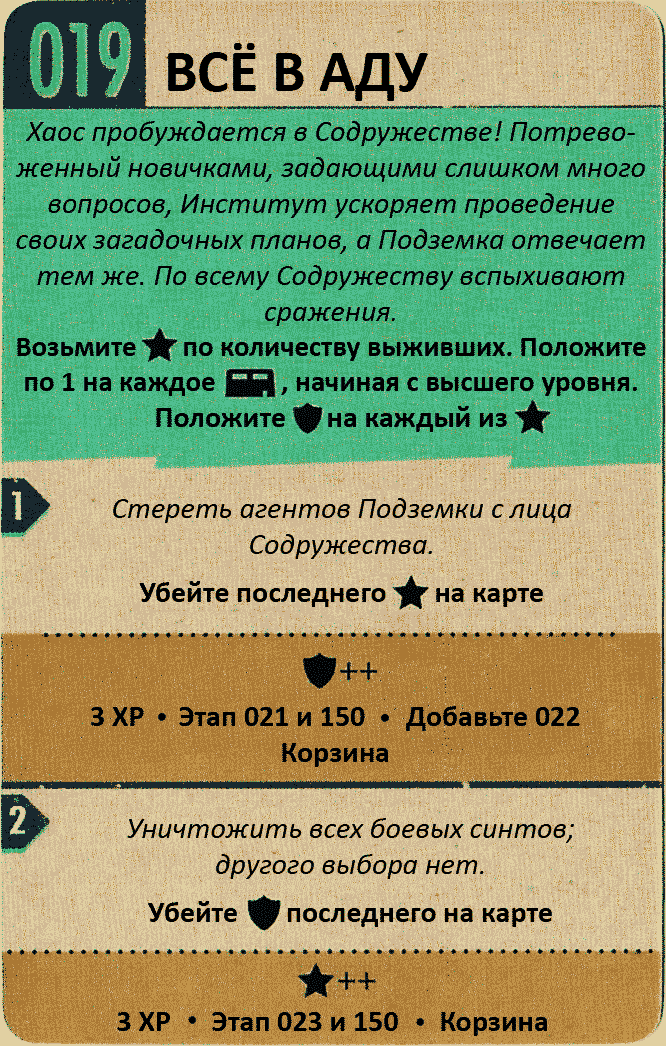 019
ВСЁ В АДУ
Хаос пробуждается в Содружестве! Потрево-
женный новичками, задающими слишком много
вопросов, Институт ускоряет проведение
своих загадочных планов, а Подземка отвечает
тем же. По всему Содружеству вспыхивают
сражения.
Возьмите ★ по количеству выживших. Положите
по 1 на каждое , начиная с высшего уровня.
Положите на каждый из ★
1
Стереть агентов Подземки с лица
Содружества.
Убейте последнего ★ на карте
++
3 XP • Этап 021 и 150 • Добавьте 022
Корзина
2
Уничтожить всех боевых синтов;
другого выбора нет.
Убейте последнего на карте
★++
3 XP • Этап 023 и 150 • Корзина